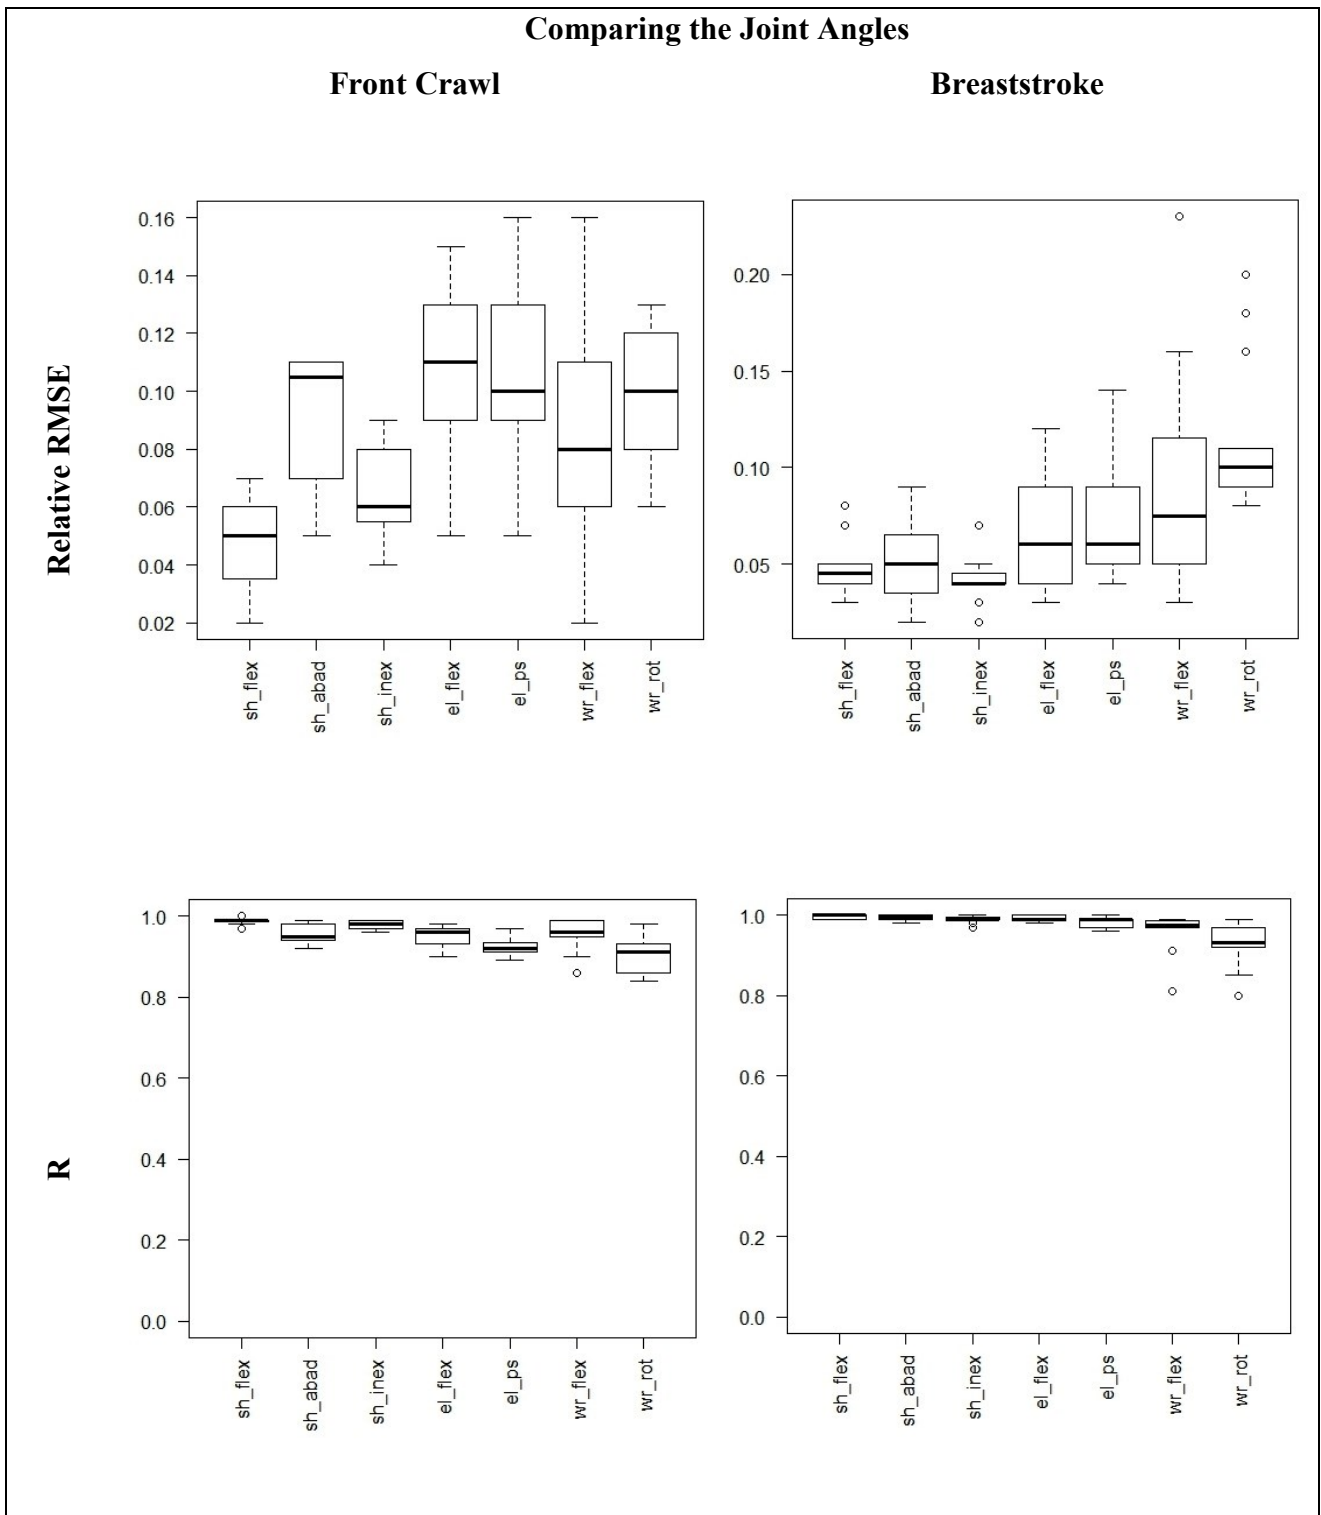 Comparing the Joint Angles
Front Crawl
Breaststroke
Relative RMSE
0.16
0.14
0.12
0.10
0.08
0.06
0.04
0.02
sh_flex
sh_abad
sh_inex
el_flex
el_ps
wr_flex
wr_rot
0.20
0.15
0.10
0.05
sh_flex
sh_abad
sh_inex
el_flex
el_ps
wr_flex
wr_rot
R
1.0
0.8
0.6
0.4
0.2
0.0
sh_flex
sh_abad
sh_inex
el_flex
el_ps
wr_flex
wr_rot
1.0
0.8
0.6
0.4
0.2
0.0
sh_flex
sh_abad
sh_inex
el_flex
el_ps
wr_flex
wr_rot